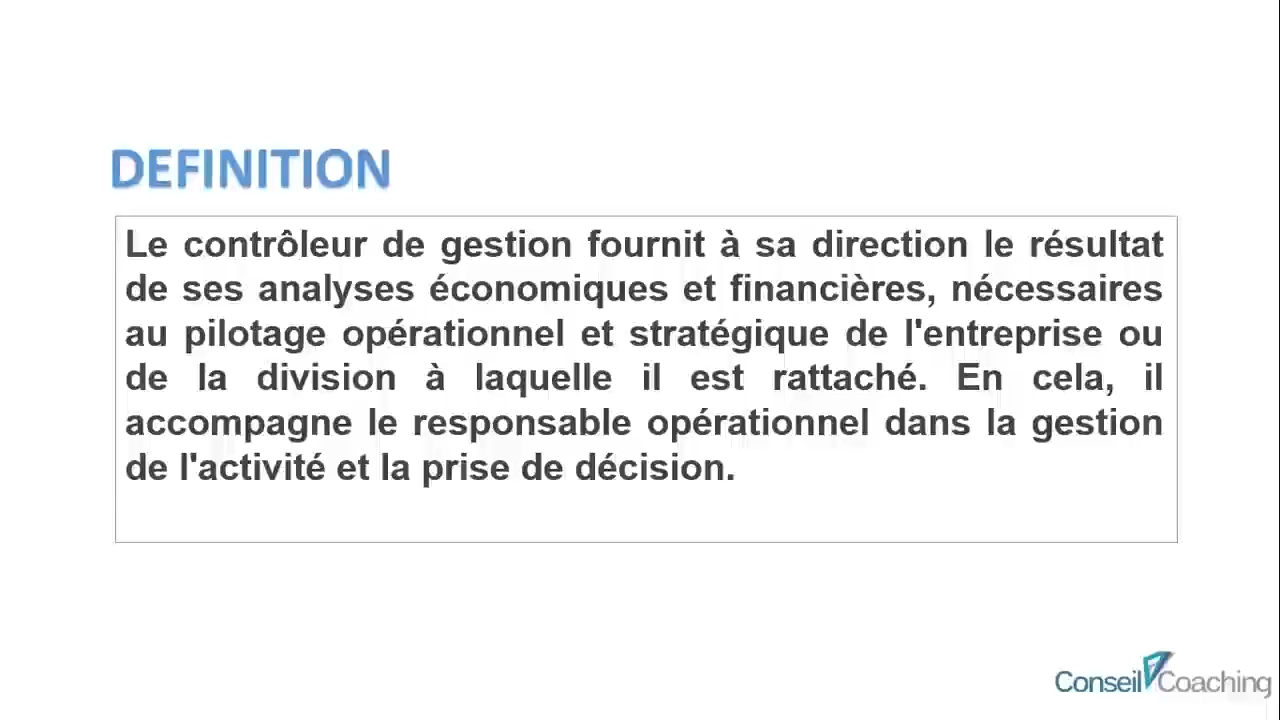 DEFINITION
Le contrôleur de gestion fournit à sa direction le résultat
de ses analyses économiques et financières, nécessaires
au pilotage opérationnel et stratégique de l'entreprise ou
de la division à laquelle il est rattaché. En cela, il
accompagne le responsable opérationnel dans la gestion
de l'activité et la prise de décision.
Conseil Coaching